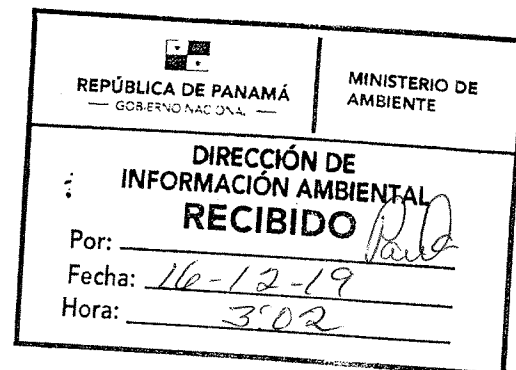 REPÚBLICA DE PANAMÁ
— GOBIERNO NACIONAL —
MINISTERIO DE
AMBIENTE
DIRECCIÓN DE
INFORMACIÓN AMBIENTAL
RECIBIDO
Por:
Fecha: 16-12-19
Hora: 3:02